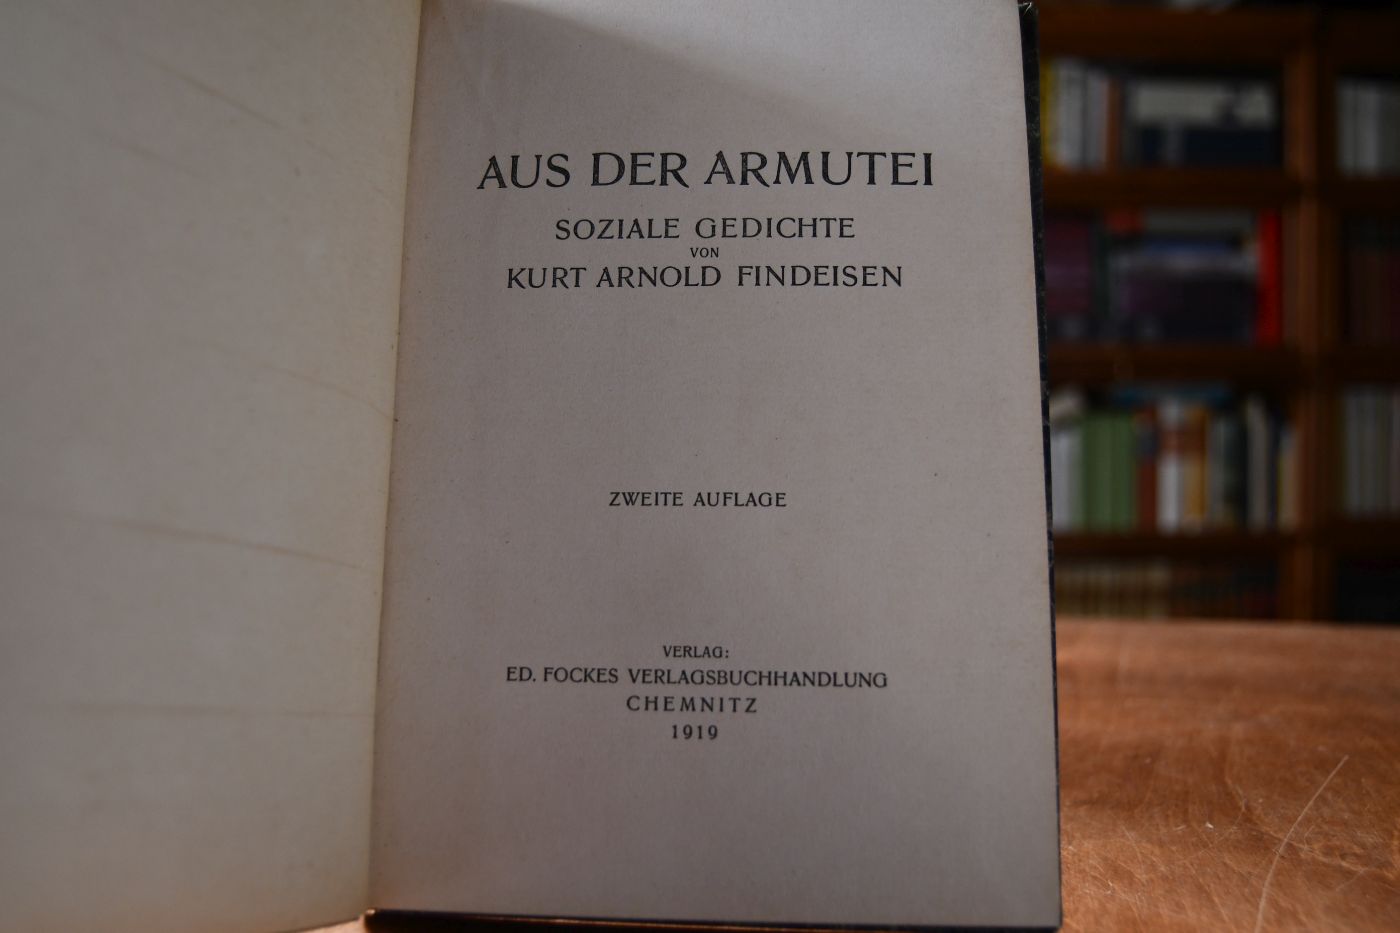 AUS DER ARMUTEI
SOZIALE GEDICHTE
VON
KURT ARNOLD FINDEISEN
ZWEITE AUFLAGE
VERLAG:
ED. FOCKES VERLAGSBUCHHANDLUNG
CHEMNITZ
1919